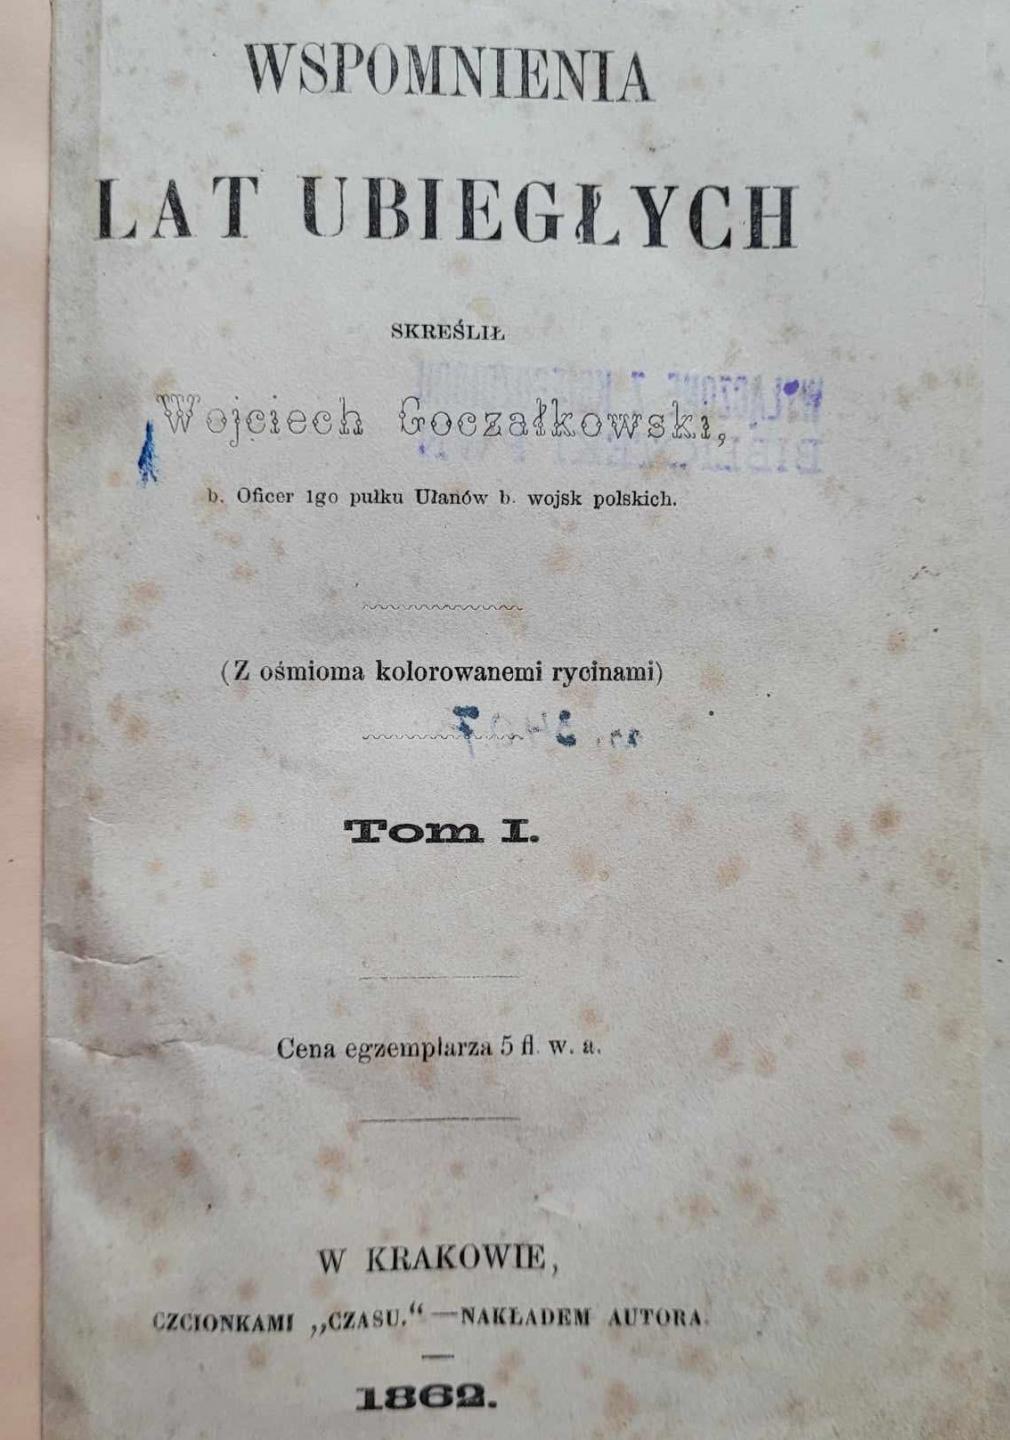 WSPOMNIENIA
LAT UBIEGŁYCH
SKREŚLIŁ
Wojciech Goczałkowski,
b. Oficer 1go pułku Ułanów b. wojsk polskich.
(Z ośmioma kolorowanemi rycinami)
Tom I.
Cena egzemplarza 5 fl. w. a.
W KRAKOWIE,
CZCIONKAMI „CZASU.“ — NAKŁADEM AUTORA.
1862.